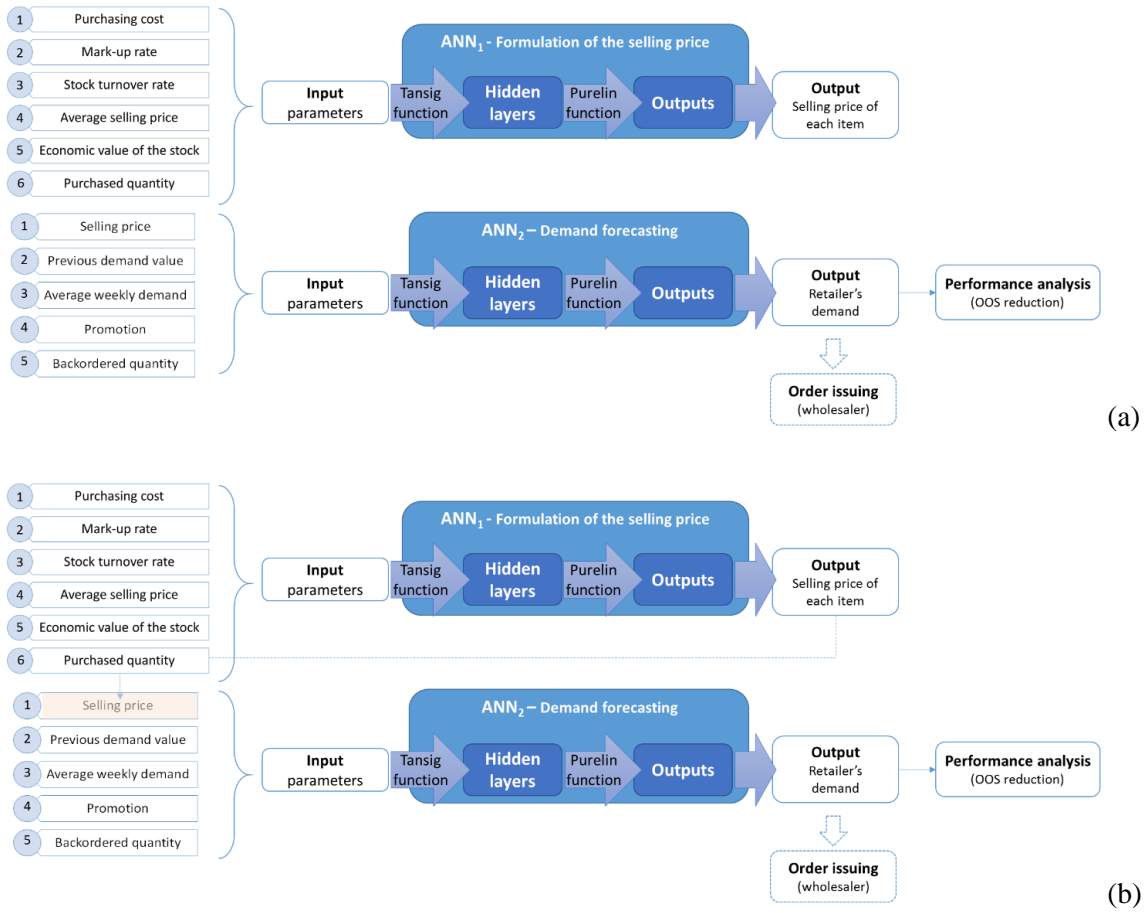 1 Purchasing cost
2 Mark-up rate
3 Stock turnover rate
4 Average selling price
5 Economic value of the stock
6 Purchased quantity
Input
parameters
ANN1 - Formulation of the selling price
Tansig
function
Hidden
layers
Purelin
function
Outputs
Output
Selling price of
each item
1 Selling price
2 Previous demand value
3 Average weekly demand
4 Promotion
5 Backordered quantity
Input
parameters
ANN2 – Demand forecasting
Tansig
function
Hidden
layers
Purelin
function
Outputs
Output
Retailer's
demand
Performance analysis
(OOS reduction)
Order issuing
(wholesaler)
(a)
1 Purchasing cost
2 Mark-up rate
3 Stock turnover rate
4 Average selling price
5 Economic value of the stock
6 Purchased quantity
Input
parameters
ANN1 - Formulation of the selling price
Tansig
function
Hidden
layers
Purelin
function
Outputs
Output
Selling price of
each item
1 Selling price
2 Previous demand value
3 Average weekly demand
4 Promotion
5 Backordered quantity
Input
parameters
ANN2 – Demand forecasting
Tansig
function
Hidden
layers
Purelin
function
Outputs
Output
Retailer's
demand
Performance analysis
(OOS reduction)
Order issuing
(wholesaler)
(b)